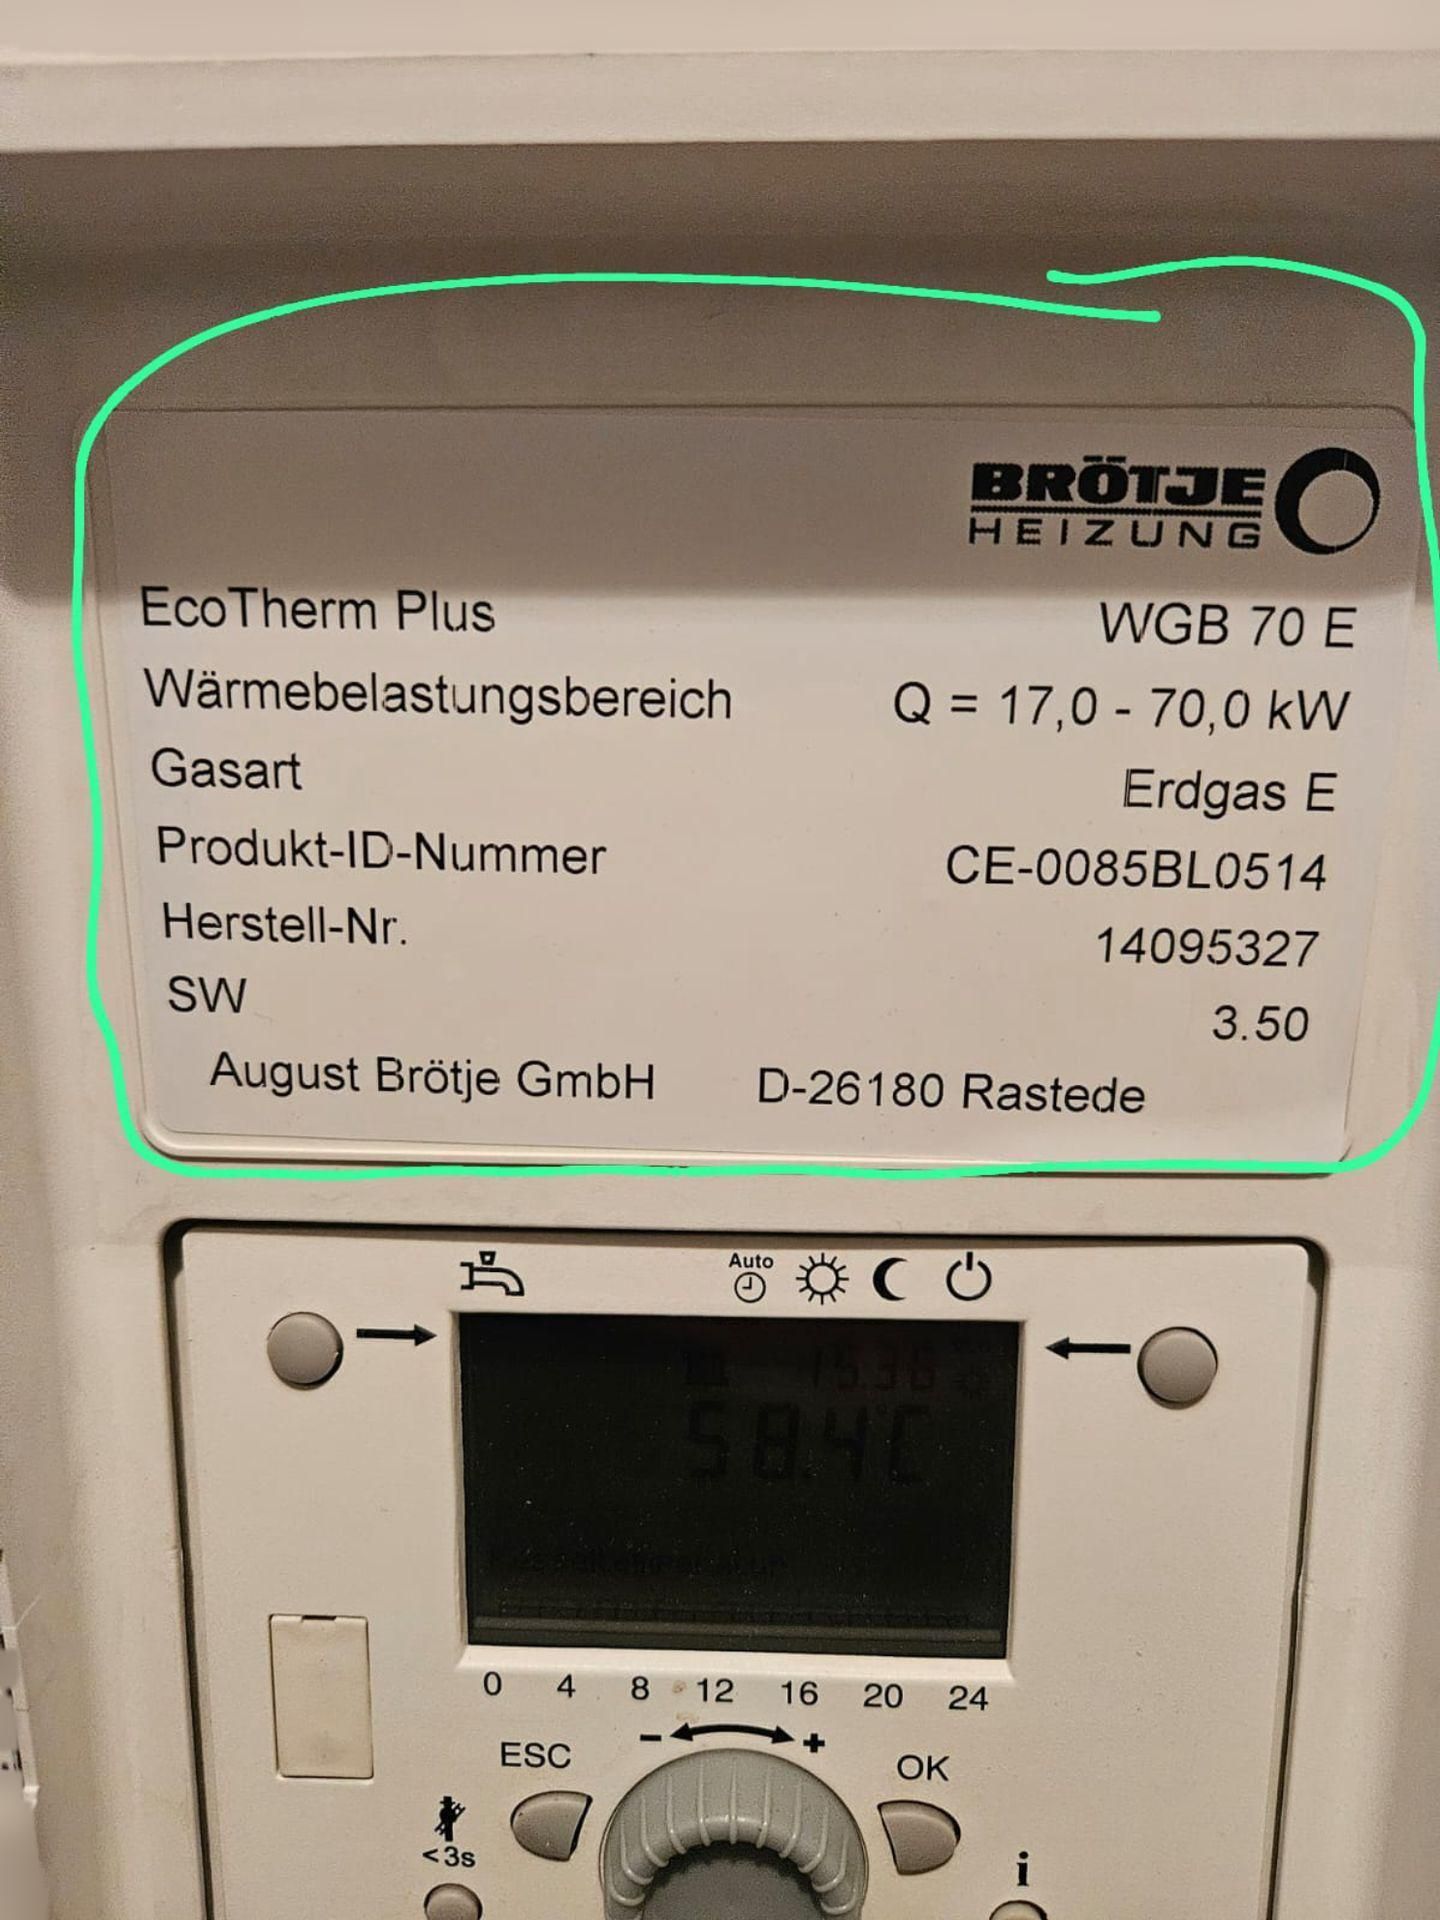 BRÖTJE
HEIZUNG
EcoTherm Plus WGB 70 E
Wärmebelastungsbereich Q = 17,0 - 70,0 kW
Gasart Erdgas E
Produkt-ID-Nummer CE-0085BL0514
Herstell-Nr. 14095327
SW 3.50
August Brötje GmbH D-26180 Rastede
Auto
15:36
58.4°C
0 4 8 12 16 20 24
- +
ESC OK
<3s i